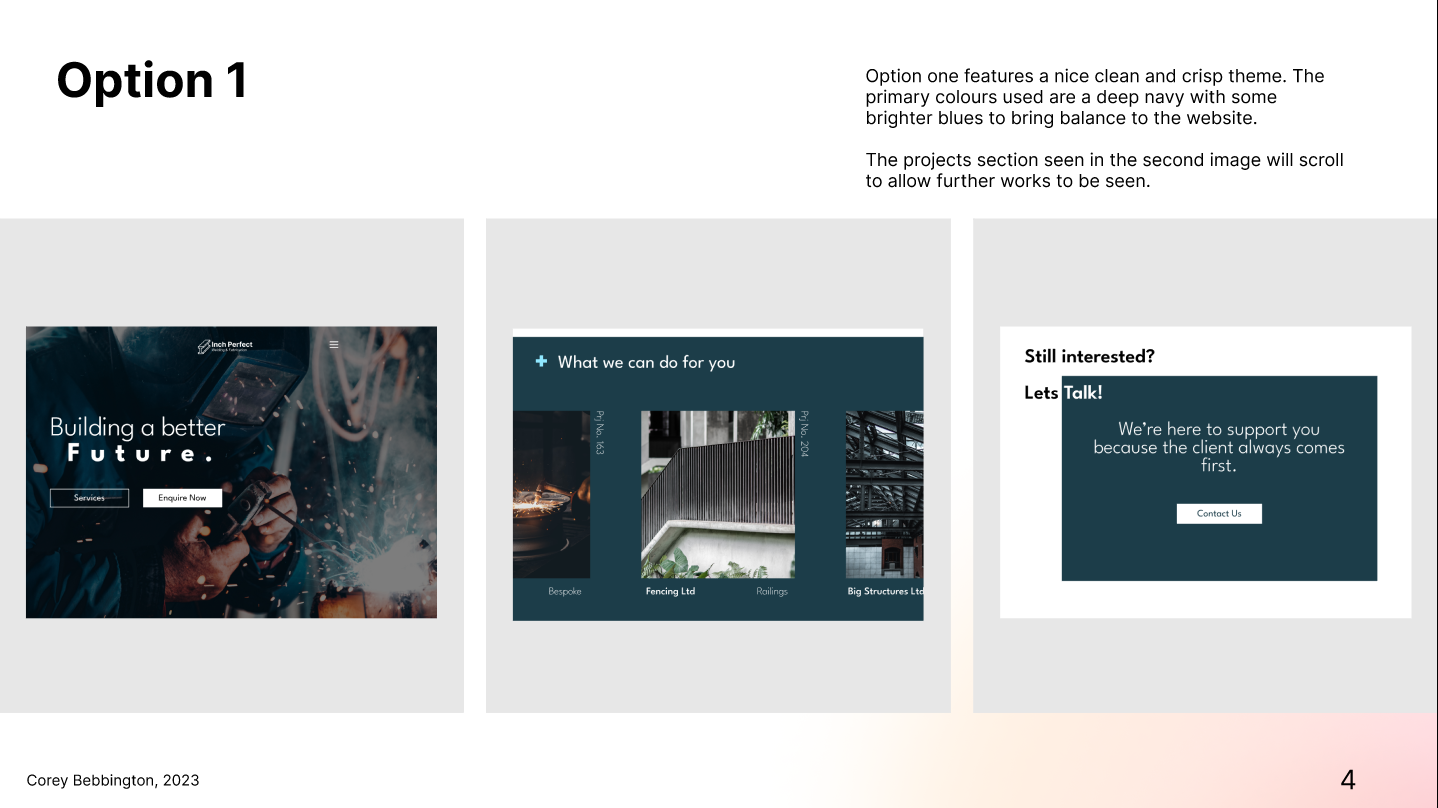 Option 1
Option one features a nice clean and crisp theme. The
primary colours used are a deep navy with some
brighter blues to bring balance to the website.
The projects section seen in the second image will scroll
to allow further works to be seen.
Inch Perfect
Building a better
Future.
Services
Enquire Now
What we can do for you
Prj No. 163
Prj No. 204
Bespoke
Fencing Ltd
Railings
Big Structures Ltd
Still interested?
Lets Talk!
We're here to support you
because the client always comes
first.
Contact Us
Corey Bebbington, 2023
4